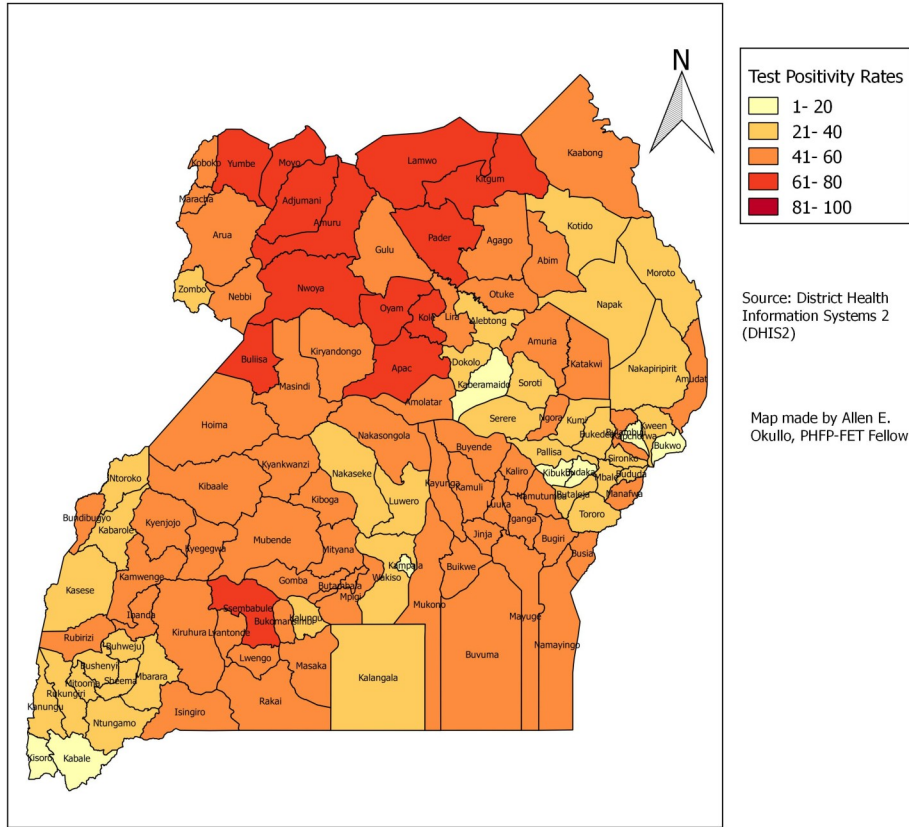 N
Test Positivity Rates
1- 20
21- 40
41- 60
61- 80
81- 100
Source: District Health
Information Systems 2
(DHIS2)
Map made by Allen E.
Okullo, PHFP-FET Fellow
Kaabong
Koboko
Yumbe
Moyo
Lamwo
Kitgum
Maracha
Adjumani
Amuru
Kotido
Arua
Gulu
Pader
Agago
Abim
Moroto
Zombo
Nebbi
Nwoya
Otuke
Napak
Oyam
Kole
Lira
Alebtong
Buliisa
Kiryandongo
Amuria
Katakwi
Masindi
Apac
Dokolo
Soroti
Nakapiripirit
Amudat
Kaberamaido
Amolatar
Hoima
Serere
Ngora
Kumi
Bukedea
Kween
Nakasongola
Buyende
Pallisa
Sironko
Bukwo
Ntoroko
Kyankwanzi
Nakaseke
Kayunga
Kaliro
Kibuku
Budaka
Mbale
Bududa
Kibaale
Kiboga
Luwero
Kamuli
Namutumba
Butaleja
Manafwa
Bundibugyo
Kabarole
Kyenjojo
Luuka
Iganga
Tororo
Mubende
Jinja
Bugiri
Kyegegwa
Mityana
Kampala
Busia
Kasese
Kamwenge
Gomba
Butambala
Wakiso
Buikwe
Mpigi
Ssembabule
Mukono
Ibanda
Bukomansimbi
Kalungu
Mayuge
Namayingo
Rubirizi
Kiruhura
Lyantonde
Buhweju
Lwengo
Masaka
Buvuma
Bushenyi
Mitooma
Sheema
Mbarara
Kalangala
Rukungiri
Kanungu
Rakai
Ntungamo
Isingiro
Kisoro
Kabale